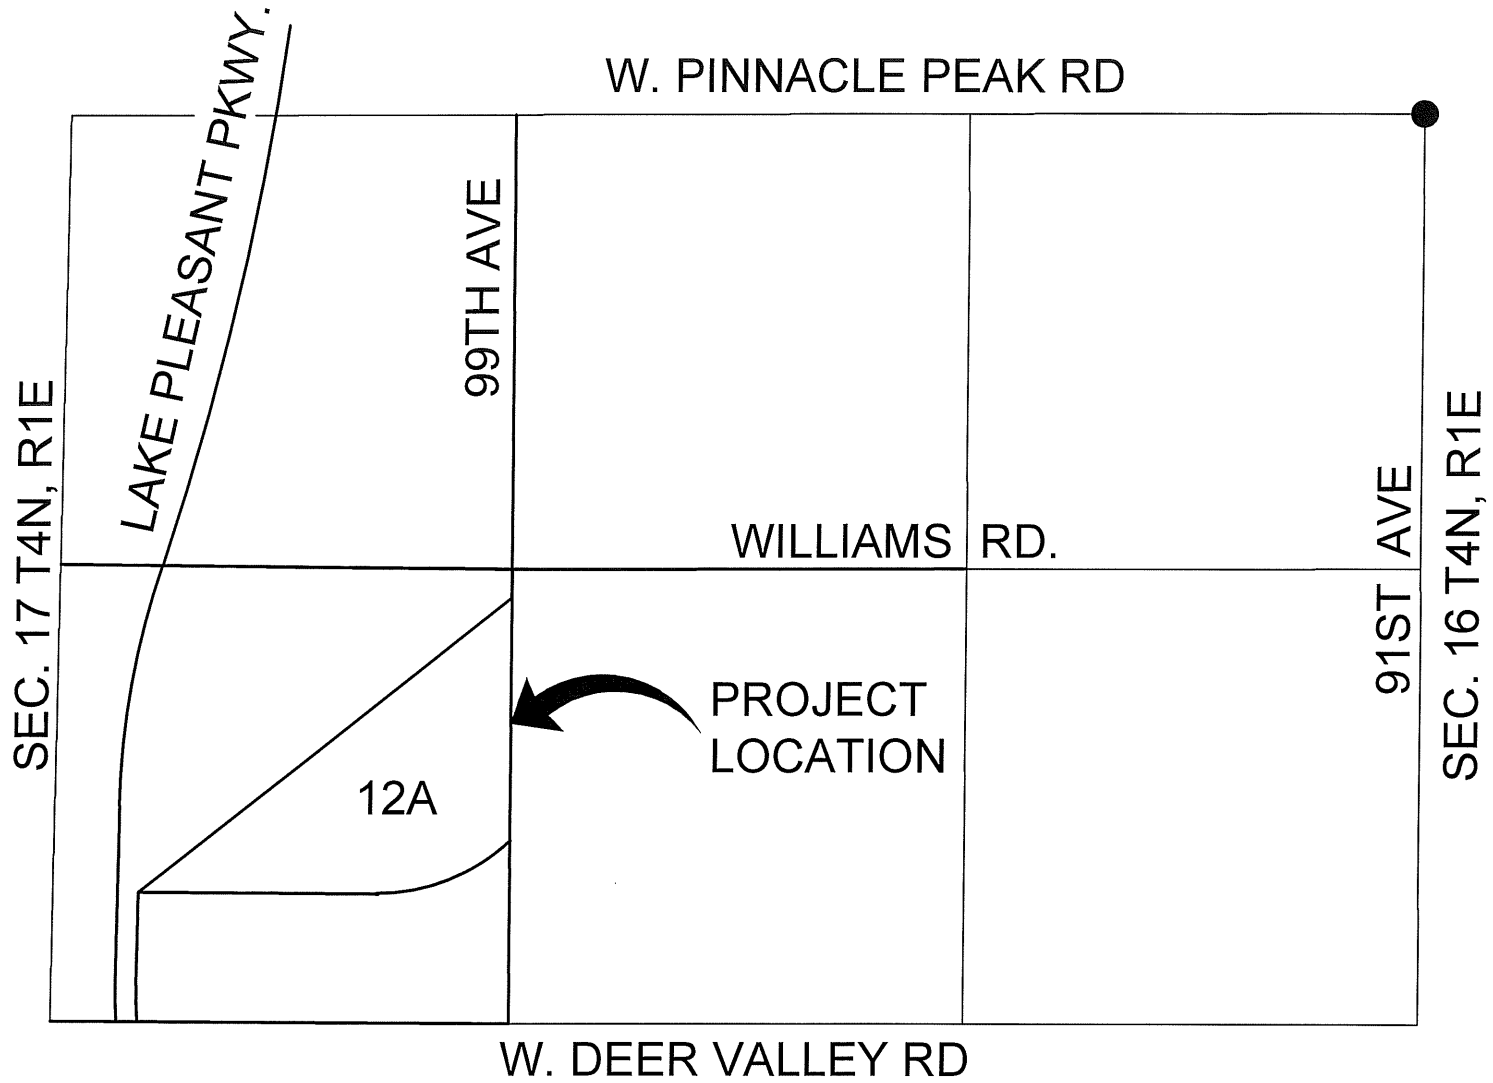 LAKE PLEASANT PKWY.
W. PINNACLE PEAK RD
99TH AVE
SEC. 17 T4N, R1E
WILLIAMS RD.
91ST AVE
SEC. 16 T4N, R1E
PROJECT
LOCATION
12A
W. DEER VALLEY RD